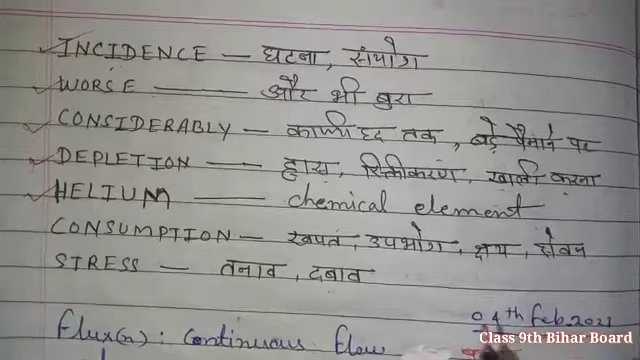 INCIDENCE — घटना, संयोग
WORSE — और भी बुरा
CONSIDERABLY — काफी हद तक, बड़े पैमाने पर
DEPLETION — ह्रास, रिक्तीकरण, खाली करना
HELIUM — chemical element
CONSUMPTION — खपत, उपभोग, क्षय, सेवन
STRESS — तनाव, दबाव
04th Feb. 2021
Flux(n) : Continuous flow
Class 9th Bihar Board